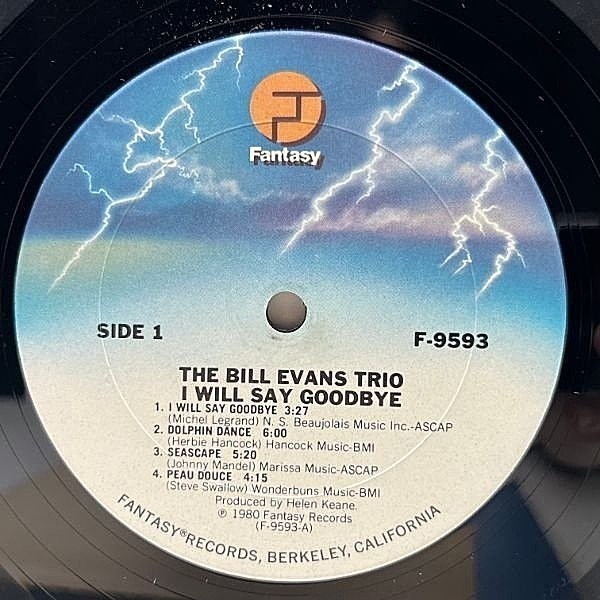 Fantasy
SIDE 1
F-9593
THE BILL EVANS TRIO
I WILL SAY GOODBYE
1. I WILL SAY GOODBYE 3:27
(Michel Legrand) N. S. Beaujolais Music Inc.-ASCAP
2. DOLPHIN DANCE 6:00
(Herbie Hancock) Hancock Music-BMI
3. SEASCAPE 5:20
(Johnny Mandel) Marissa Music-ASCAP
4. PEAU DOUCE 4:15
(Steve Swallow) Wonderbuns Music-BMI
Produced by Helen Keane.
℗ 1980 Fantasy Records
(F-9593-A)
FANTASY®RECORDS, BERKELEY, CALIFORNIA